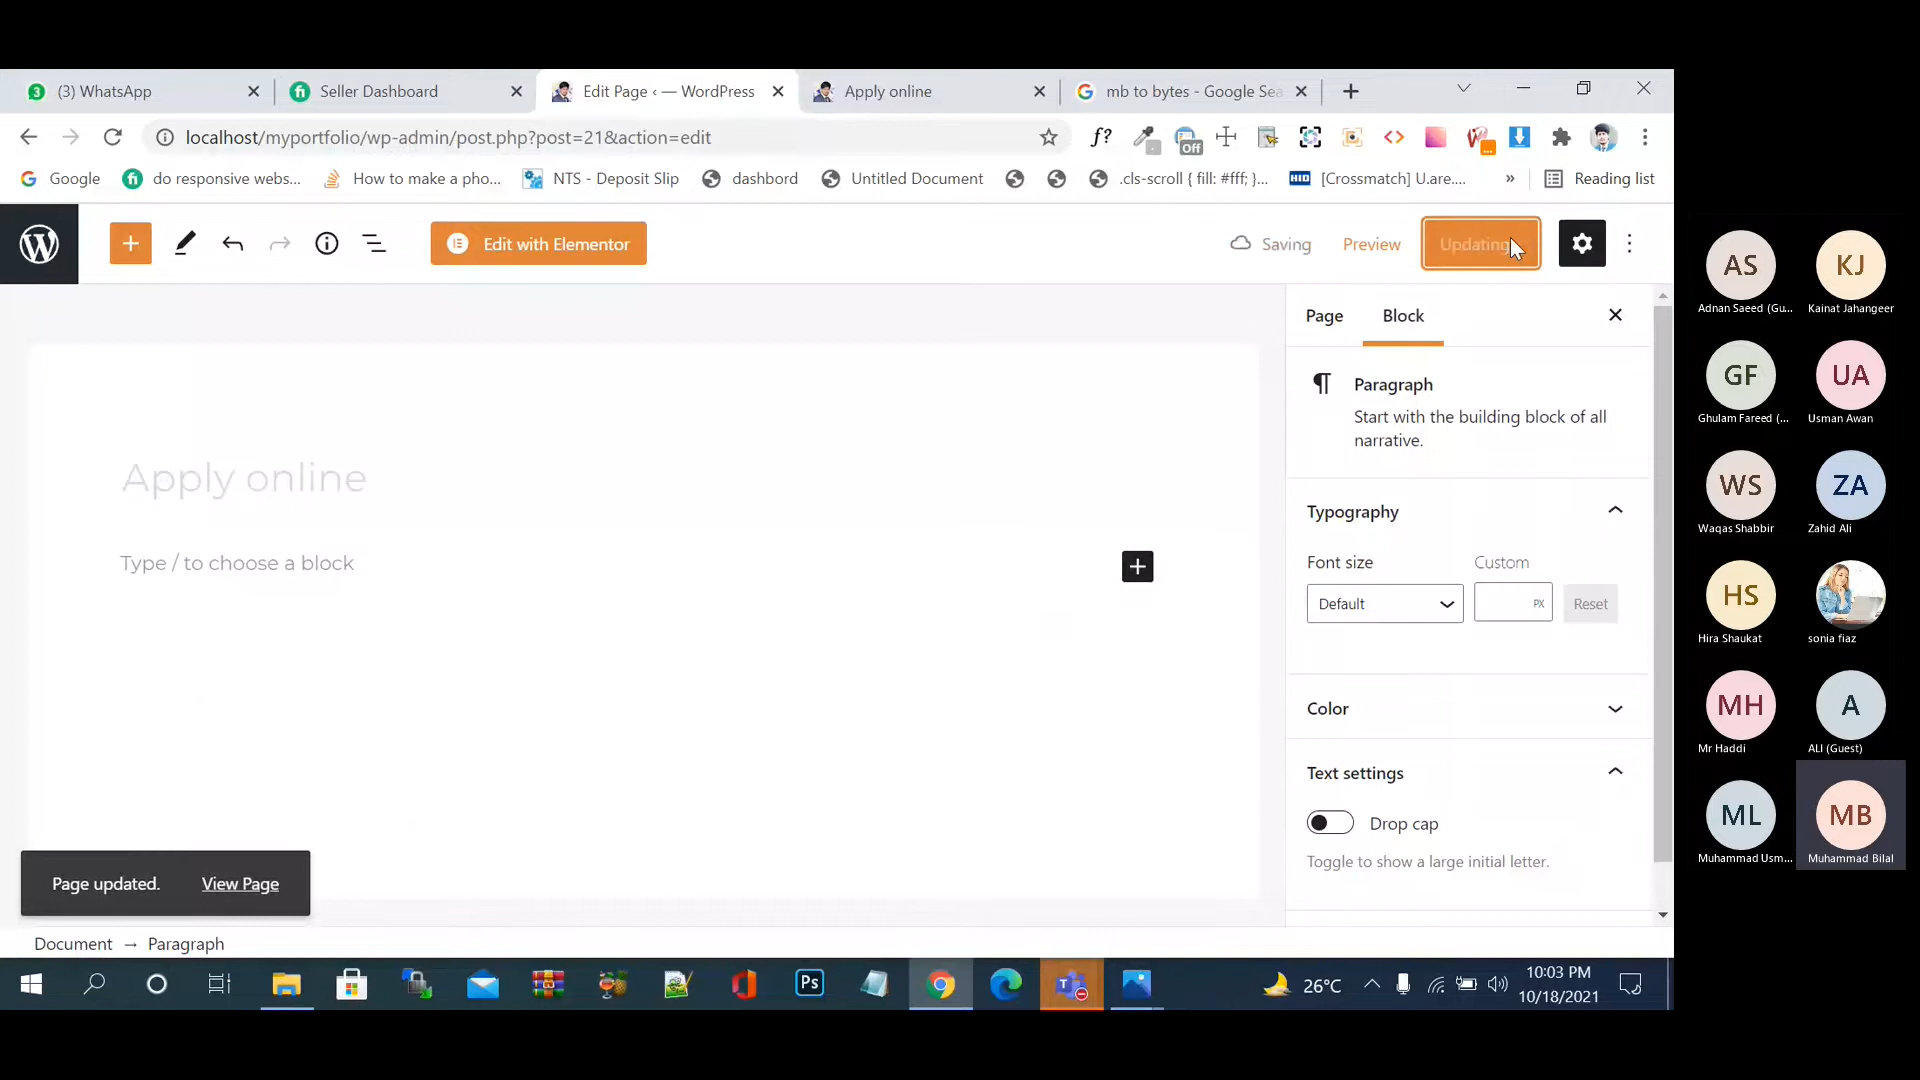 3 (3) WhatsApp
Seller Dashboard
Edit Page ‹ — WordPress
Apply online
mb to bytes - Google Sea
localhost/myportfolio/wp-admin/post.php?post=21&action=edit
f?
Off
Google
do responsive webs...
How to make a pho...
NTS - Deposit Slip
dashbord
Untitled Document
.cls-scroll { fill: #fff; }...
HID [Crossmatch] U.are....
»
Reading list
Edit with Elementor
Saving
Preview
Updating
Page
Block
Paragraph
Start with the building block of all
narrative.
Apply online
Type / to choose a block
Typography
Font size
Custom
Default
PX
Reset
Color
Text settings
Drop cap
Toggle to show a large initial letter.
Page updated.
View Page
Document → Paragraph
Ps
26°C
10:03 PM
10/18/2021
AS
Adnan Saeed (Gu...
KJ
Kainat Jahangeer
GF
Ghulam Fareed (...
UA
Usman Awan
WS
Waqas Shabbir
ZA
Zahid Ali
HS
Hira Shaukat
sonia fiaz
MH
Mr Haddi
A
ALI (Guest)
ML
Muhammad Usm...
MB
Muhammad Bilal